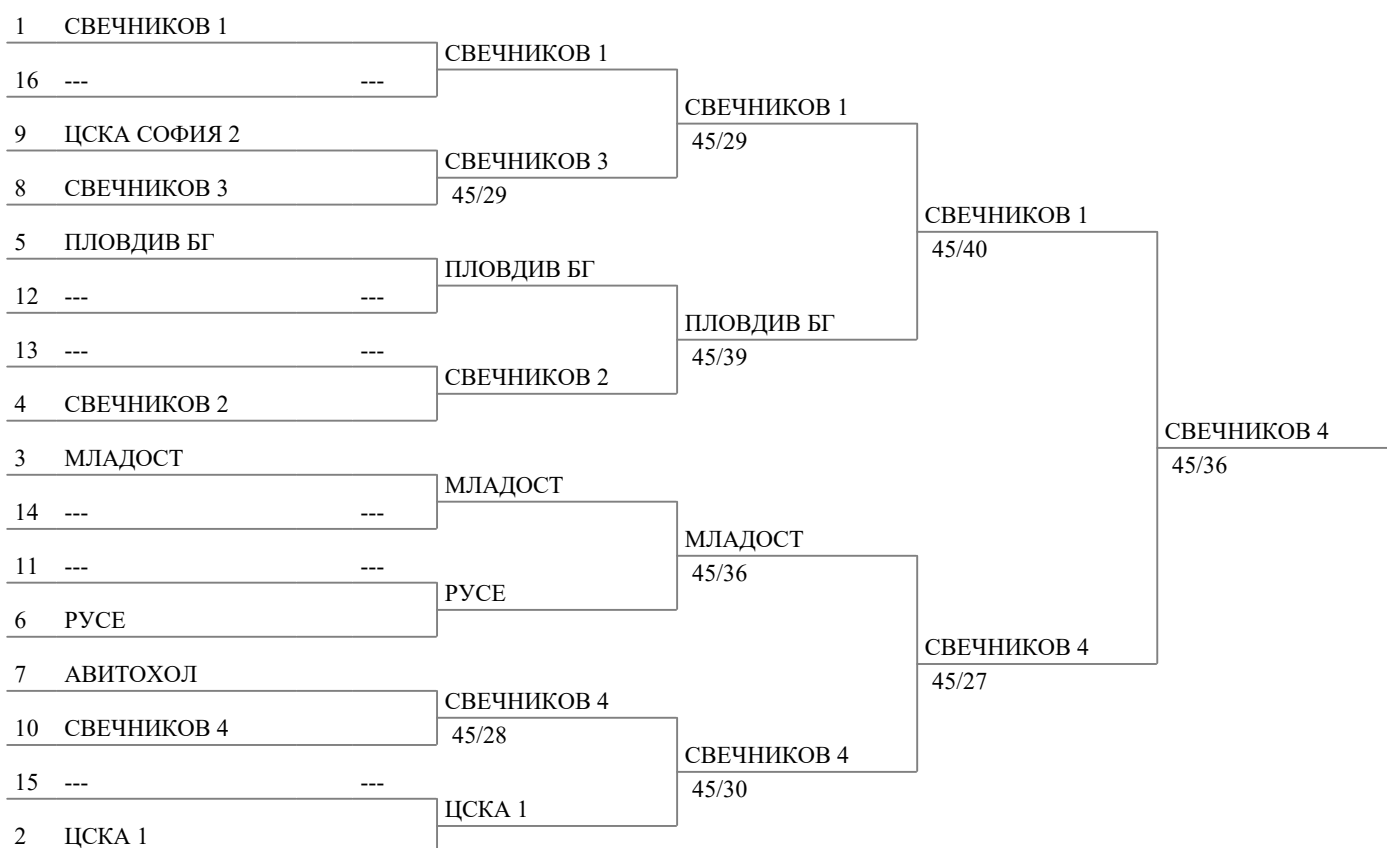 1 СВЕЧНИКОВ 1
16 --- ---
9 ЦСКА СОФИЯ 2
8 СВЕЧНИКОВ 3
5 ПЛОВДИВ БГ
12 --- ---
13 --- ---
4 СВЕЧНИКОВ 2
3 МЛАДОСТ
14 --- ---
11 --- ---
6 РУСЕ
7 АВИТОХОЛ
10 СВЕЧНИКОВ 4
15 --- ---
2 ЦСКА 1
СВЕЧНИКОВ 1
СВЕЧНИКОВ 3
45/29
ПЛОВДИВ БГ
СВЕЧНИКОВ 2
МЛАДОСТ
РУСЕ
СВЕЧНИКОВ 4
45/28
ЦСКА 1
СВЕЧНИКОВ 1
45/29
ПЛОВДИВ БГ
45/39
МЛАДОСТ
45/36
СВЕЧНИКОВ 4
45/30
СВЕЧНИКОВ 1
45/40
СВЕЧНИКОВ 4
45/27
СВЕЧНИКОВ 4
45/36